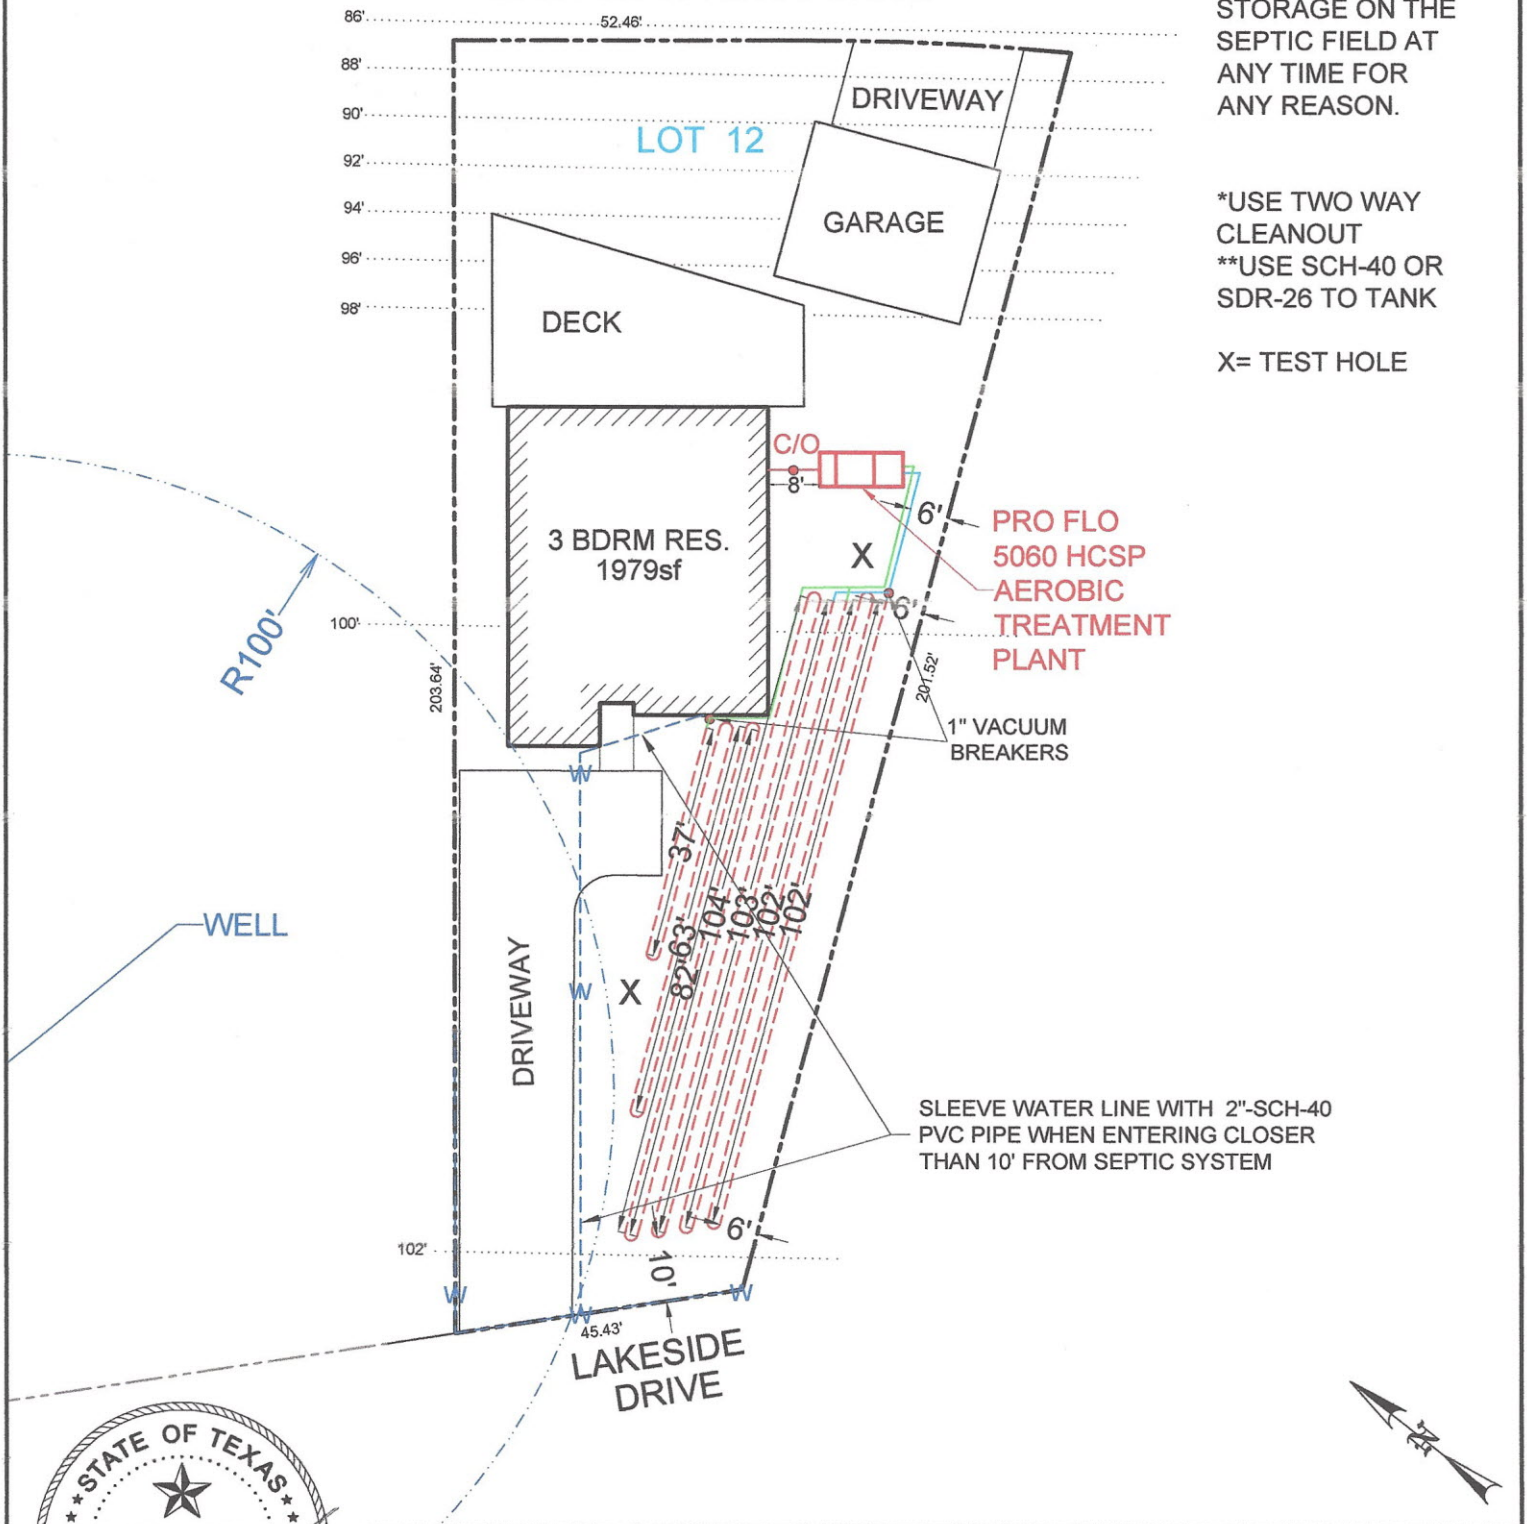 86'
52.46'
STORAGE ON THE
SEPTIC FIELD AT
ANY TIME FOR
ANY REASON.
88'
DRIVEWAY
90'
LOT 12
92'
*USE TWO WAY
CLEANOUT
**USE SCH-40 OR
SDR-26 TO TANK
94'
GARAGE
96'
98'
DECK
X= TEST HOLE
C/O
8'
6'
PRO FLO
5060 HCSP
AEROBIC
TREATMENT
PLANT
3 BDRM RES.
1979sf
X
6'
R100'
100'
203.64'
201.52'
1" VACUUM
BREAKERS
W
37'
104'
103'
102'
102'
63'
82'
WELL
DRIVEWAY
W
X
SLEEVE WATER LINE WITH 2"-SCH-40
PVC PIPE WHEN ENTERING CLOSER
THAN 10' FROM SEPTIC SYSTEM
6'
102'
10'
W
W
W
45.43'
LAKESIDE
DRIVE
STATE OF TEXAS
N